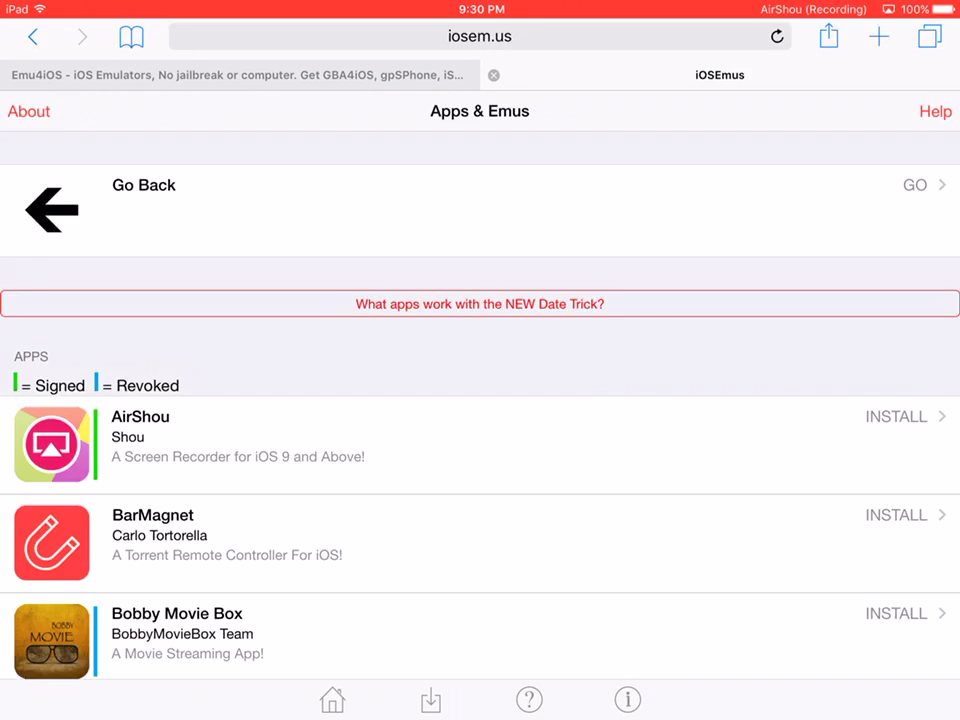 iPad 9:30 PM AirShou (Recording) 100%
iosem.us
Emu4iOS - iOS Emulators, No jailbreak or computer. Get GBA4iOS, gpSPhone, iS... iOSEmus
About Apps & Emus Help
Go Back GO
What apps work with the NEW Date Trick?
APPS
= Signed = Revoked
AirShou INSTALL
Shou
A Screen Recorder for iOS 9 and Above!
BarMagnet INSTALL
Carlo Tortorella
A Torrent Remote Controller For iOS!
BOBBY
MOVIE
Bobby Movie Box INSTALL
BobbyMovieBox Team
A Movie Streaming App!